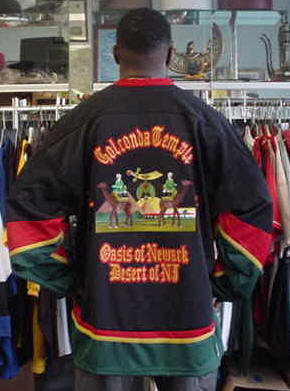 Golconda Temple
Oasis of Newark
Desert of NJ